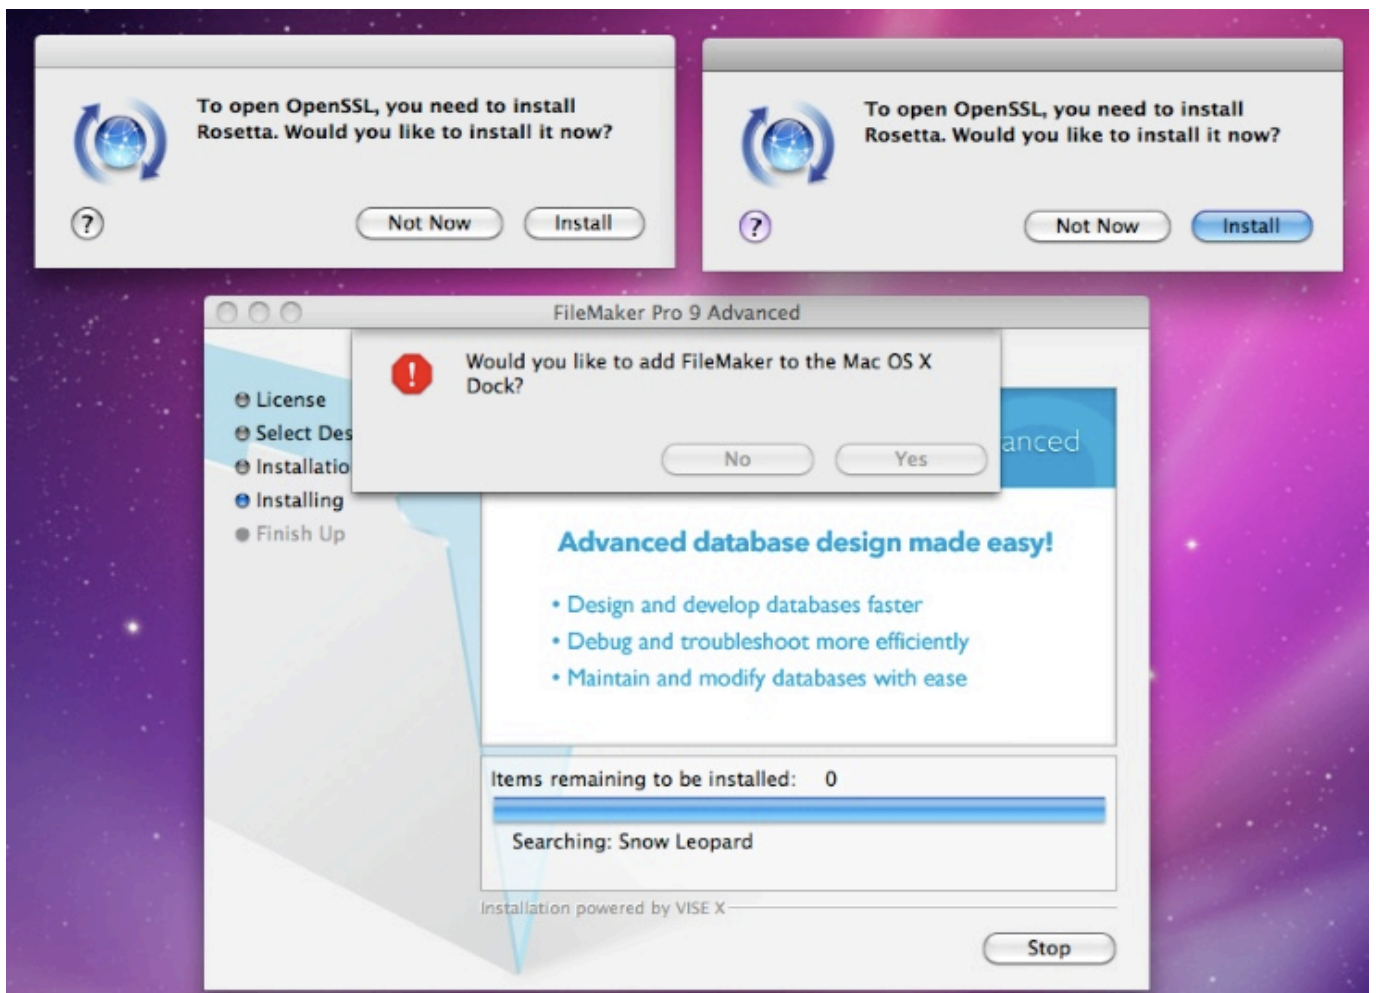 To open OpenSSL, you need to install
Rosetta. Would you like to install it now?
?
Not Now
Install
To open OpenSSL, you need to install
Rosetta. Would you like to install it now?
?
Not Now
Install
FileMaker Pro 9 Advanced
!
Would you like to add FileMaker to the Mac OS X
Dock?
No
Yes
License
Select Des
Installatio
Installing
Finish Up
anced
Advanced database design made easy!
• Design and develop databases faster
• Debug and troubleshoot more efficiently
• Maintain and modify databases with ease
Items remaining to be installed: 0
Searching: Snow Leopard
Installation powered by VISE X
Stop